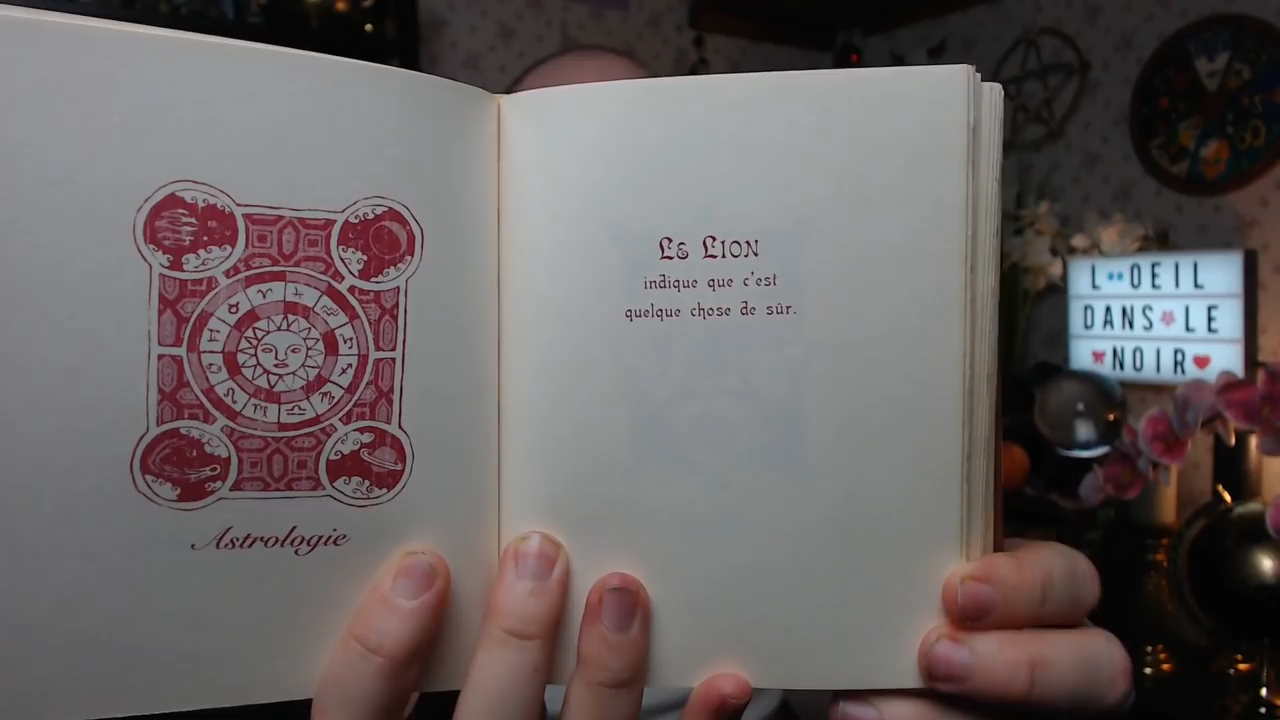 Astrologie
Le Lion
indique que c'est
quelque chose de sûr.
L'OEIL
DANS LE
NOIR